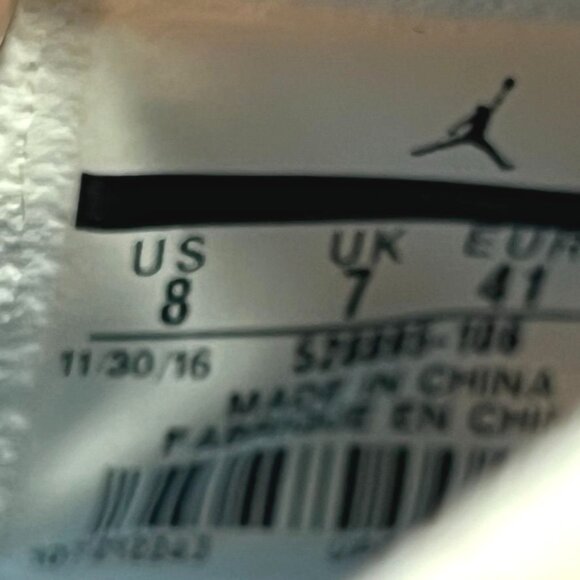 US UK EUR
8 7 41
11/30/16
MADE IN CHINA
FABRIQUE EN